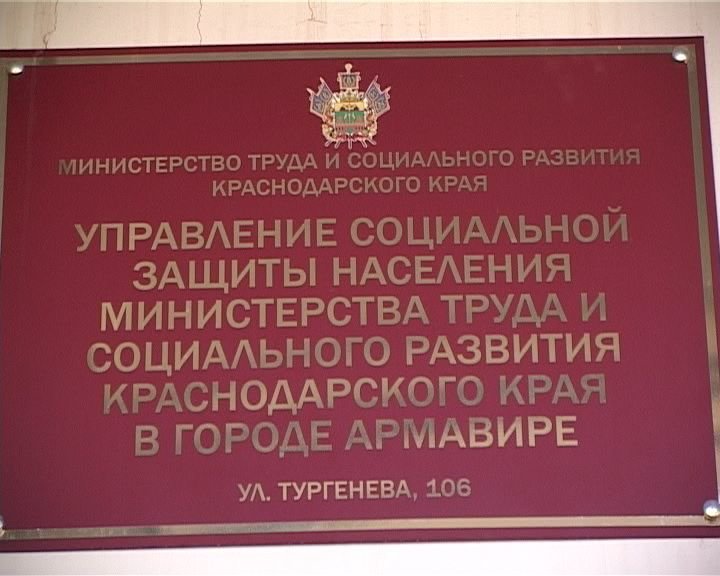 МИНИСТЕРСТВО ТРУДА И СОЦИАЛЬНОГО РАЗВИТИЯ
КРАСНОДАРСКОГО КРАЯ
УПРАВЛЕНИЕ СОЦИАЛЬНОЙ
ЗАЩИТЫ НАСЕЛЕНИЯ
МИНИСТЕРСТВА ТРУДА И
СОЦИАЛЬНОГО РАЗВИТИЯ
КРАСНОДАРСКОГО КРАЯ
В ГОРОДЕ АРМАВИРЕ
УЛ. ТУРГЕНЕВА, 106